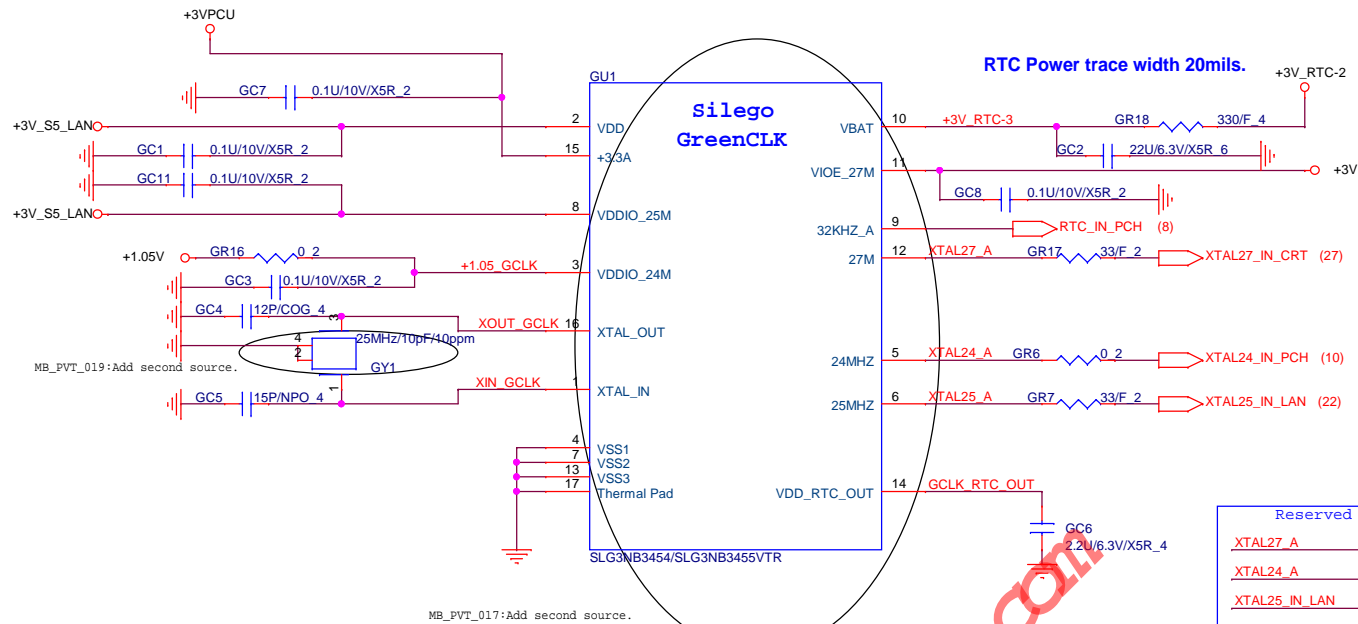 +3VPCU
GU1
RTC Power trace width 20mils.
+3V_RTC-2
Silego
GreenCLK
GC7 0.1U/10V/X5R_2
+3V_S5_LAN 2 VDD
VBAT 10 +3V_RTC-3 GR18 330/F_4
GC1 0.1U/10V/X5R_2
15 +3.3A
GC2 22U/6.3V/X5R_6
VIOE_27M 11 +3V
GC11 0.1U/10V/X5R_2
GC8 0.1U/10V/X5R_2
+3V_S5_LAN 8 VDDIO_25M
32KHZ_A 9 RTC_IN_PCH (8)
27M 12 XTAL27_A GR17 33/F_2 XTAL27_IN_CRT (27)
+1.05V GR16 0_2
+1.05_GCLK 3 VDDIO_24M
GC3 0.1U/10V/X5R_2
GC4 12P/COG_4
3
XOUT_GCLK 16 XTAL_OUT
4 25MHz/10pF/10ppm
2
GY1
MB_PVT_019:Add second source.
24MHZ 5 XTAL24_A GR6 0_2 XTAL24_IN_PCH (10)
1
XIN_GCLK 1 XTAL_IN
GC5 15P/NPO_4
25MHZ 6 XTAL25_A GR7 33/F_2 XTAL25_IN_LAN (22)
4 VSS1
7 VSS2
13 VSS3
17 Thermal Pad
VDD_RTC_OUT 14 GCLK_RTC_OUT
GC6
2.2U/6.3V/X5R_4
SLG3NB3454/SLG3NB3455VTR
Reserved
XTAL27_A
XTAL24_A
XTAL25_IN_LAN
MB_PVT_017:Add second source.
.com